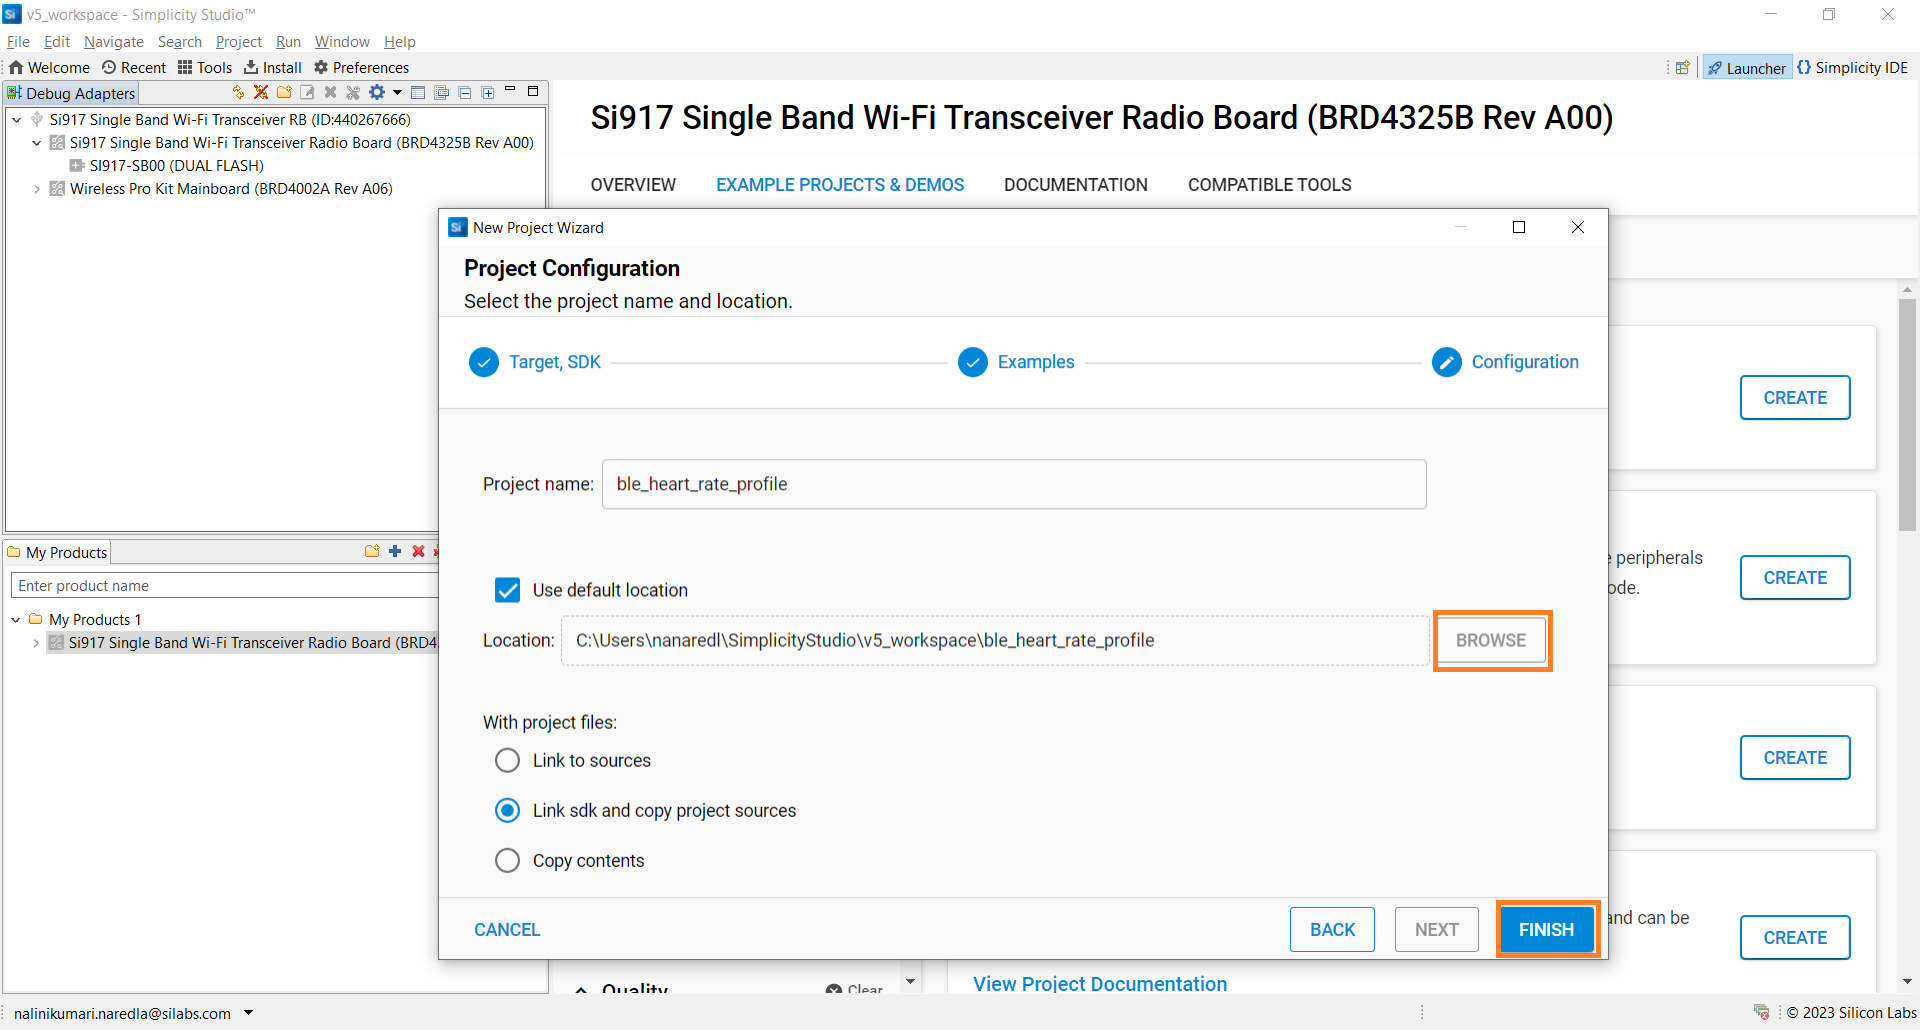 v5_workspace - Simplicity Studio™
File Edit Navigate Search Project Run Window Help
Welcome Recent Tools Install Preferences
Launcher {} Simplicity IDE
Debug Adapters
Si917 Single Band Wi-Fi Transceiver RB (ID:440267666)
Si917 Single Band Wi-Fi Transceiver Radio Board (BRD4325B Rev A00)
SI917-SB00 (DUAL FLASH)
Wireless Pro Kit Mainboard (BRD4002A Rev A06)
Si917 Single Band Wi-Fi Transceiver Radio Board (BRD4325B Rev A00)
OVERVIEW EXAMPLE PROJECTS & DEMOS DOCUMENTATION COMPATIBLE TOOLS
My Products
Enter product name
My Products 1
Si917 Single Band Wi-Fi Transceiver Radio Board (BRD4
Si New Project Wizard
Project Configuration
Select the project name and location.
Target, SDK Examples Configuration
Project name: ble_heart_rate_profile
Use default location
Location: C:\Users\nanaredl\SimplicityStudio\v5_workspace\ble_heart_rate_profile BROWSE
With project files:
Link to sources
Link sdk and copy project sources
Copy contents
CANCEL BACK NEXT FINISH
CREATE
peripherals
ode.
CREATE
CREATE
and can be
CREATE
Quality Clear
View Project Documentation
nalinikumari.naredla@silabs.com
© 2023 Silicon Labs